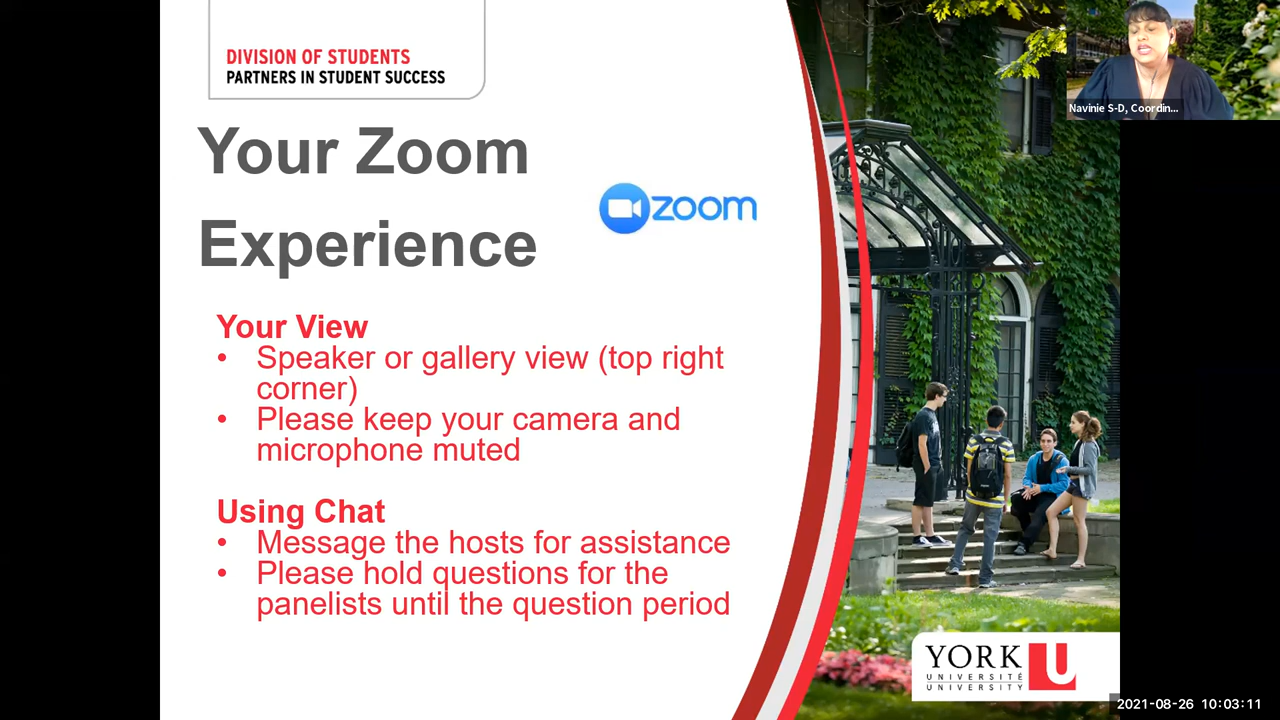 DIVISION OF STUDENTS
PARTNERS IN STUDENT SUCCESS
Your Zoom
Experience
zoom
Your View
• Speaker or gallery view (top right
corner)
• Please keep your camera and
microphone muted
Using Chat
• Message the hosts for assistance
• Please hold questions for the
panelists until the question period
Navinie S-D, Coordin...
YORK U
UNIVERSITÉ
UNIVERSITY
2021-08-26 10:03:11